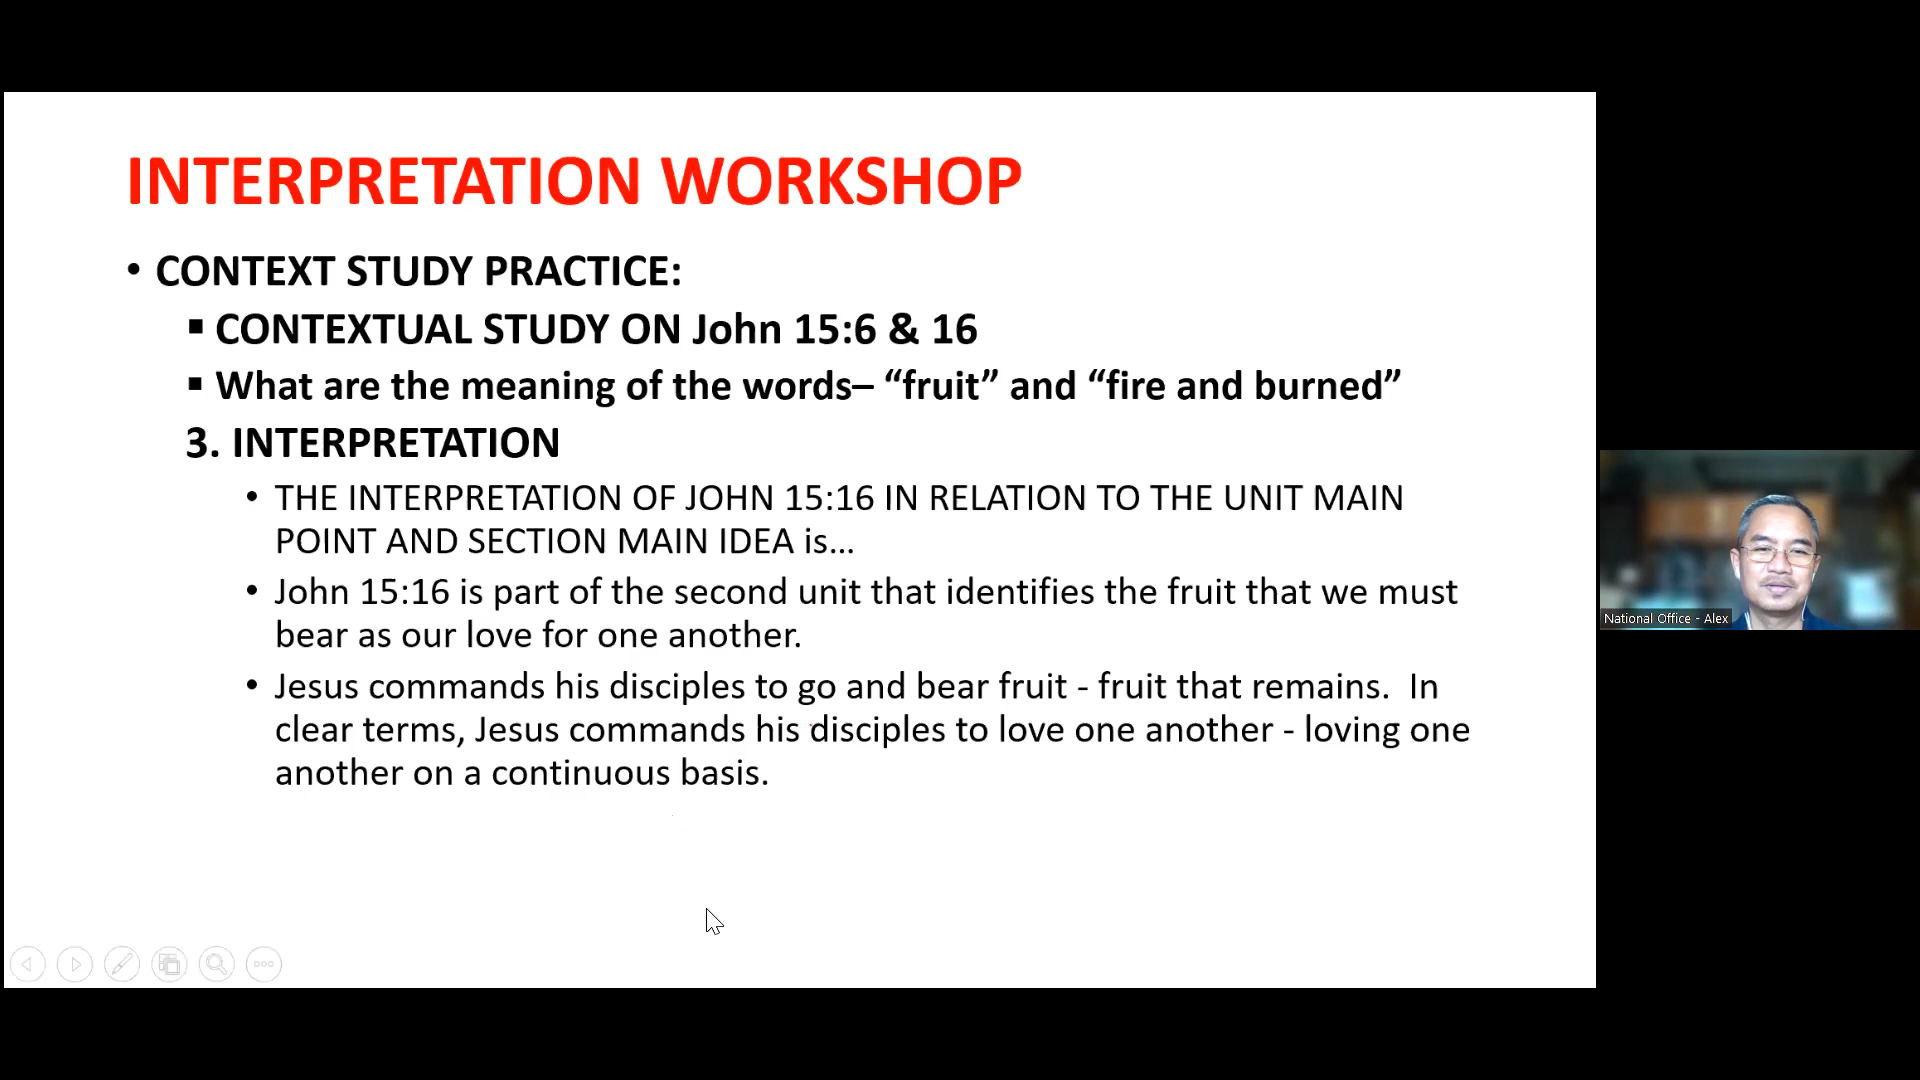 INTERPRETATION WORKSHOP
• CONTEXT STUDY PRACTICE:
▪ CONTEXTUAL STUDY ON John 15:6 & 16
▪ What are the meaning of the words– “fruit” and “fire and burned”
3. INTERPRETATION
• THE INTERPRETATION OF JOHN 15:16 IN RELATION TO THE UNIT MAIN
POINT AND SECTION MAIN IDEA is...
• John 15:16 is part of the second unit that identifies the fruit that we must
bear as our love for one another.
• Jesus commands his disciples to go and bear fruit - fruit that remains.  In
clear terms, Jesus commands his disciples to love one another - loving one
another on a continuous basis.
National Office - Alex
DOC